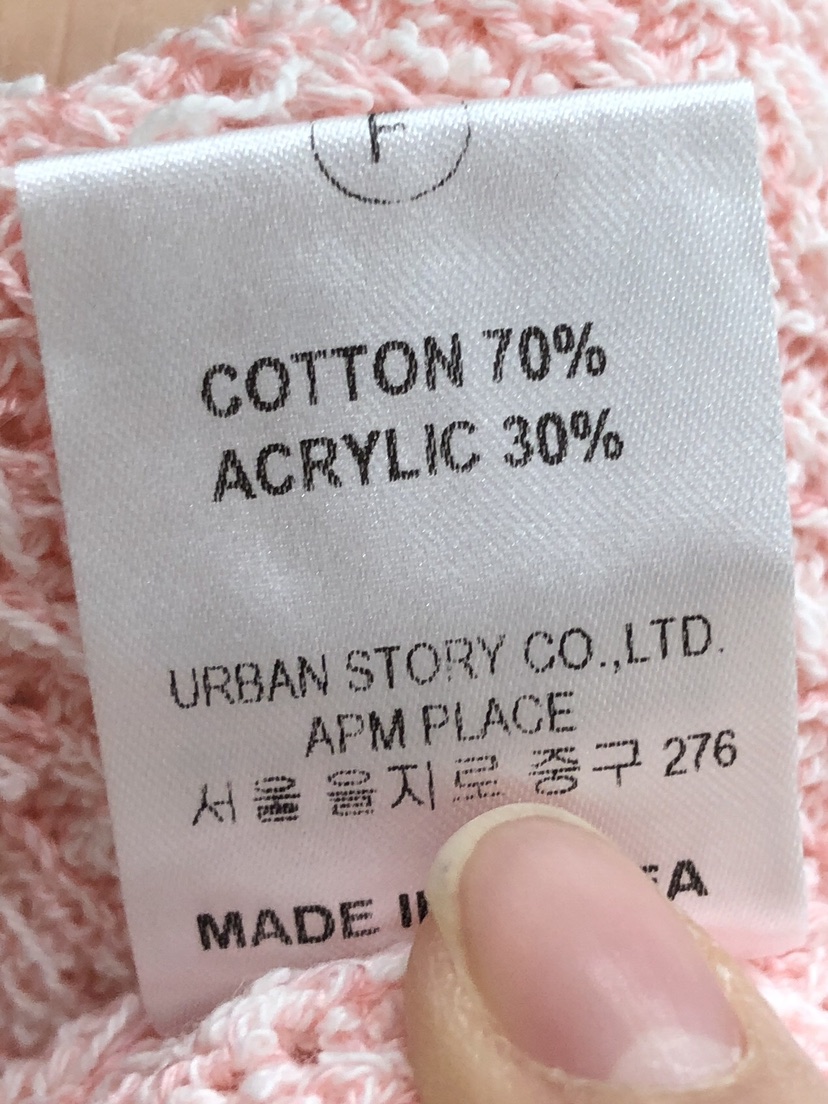 F
COTTON 70%
ACRYLIC 30%
URBAN STORY CO.,LTD.
APM PLACE
서울 을지로 중구 276
MADE